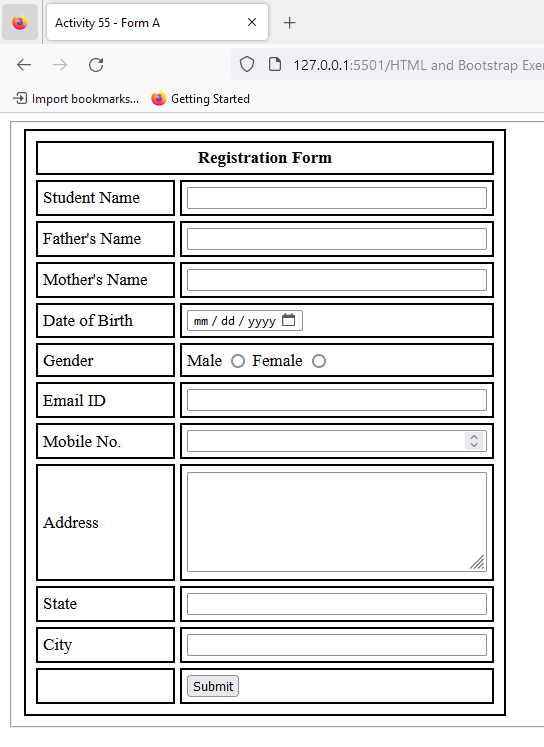 Activity 55 - Form A
127.0.0.1:5501/HTML and Bootstrap Exer
Import bookmarks... Getting Started
Registration Form
Student Name
Father's Name
Mother's Name
Date of Birth mm / dd / yyyy
Gender Male Female
Email ID
Mobile No.
Address
State
City
Submit